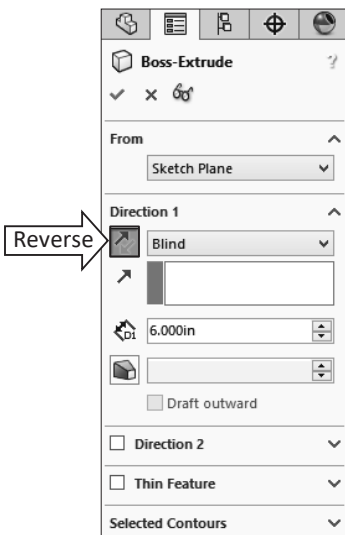 Boss-Extrude
?
From
Sketch Plane
Direction 1
Reverse
Blind
D1
6.000in
Draft outward
Direction 2
Thin Feature
Selected Contours